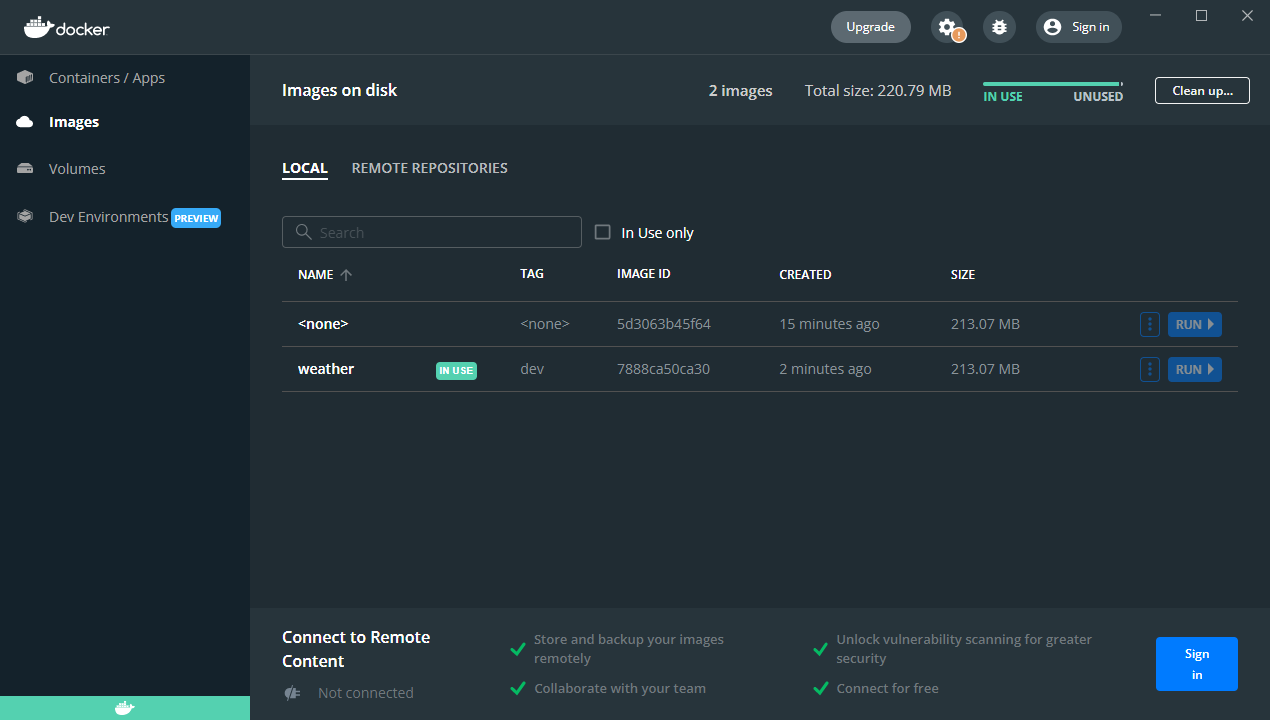 docker
Upgrade
!
Sign in
Containers / Apps
Images
Volumes
Dev Environments PREVIEW
Images on disk
2 images
Total size: 220.79 MB
IN USE
UNUSED
Clean up...
LOCAL
REMOTE REPOSITORIES
Search
In Use only
NAME TAG IMAGE ID CREATED SIZE
<none> <none> 5d3063b45f64 15 minutes ago 213.07 MB RUN
weather IN USE dev 7888ca50ca30 2 minutes ago 213.07 MB RUN
Connect to Remote
Content
Not connected
Store and backup your images
remotely
Collaborate with your team
Unlock vulnerability scanning for greater
security
Connect for free
Sign
in